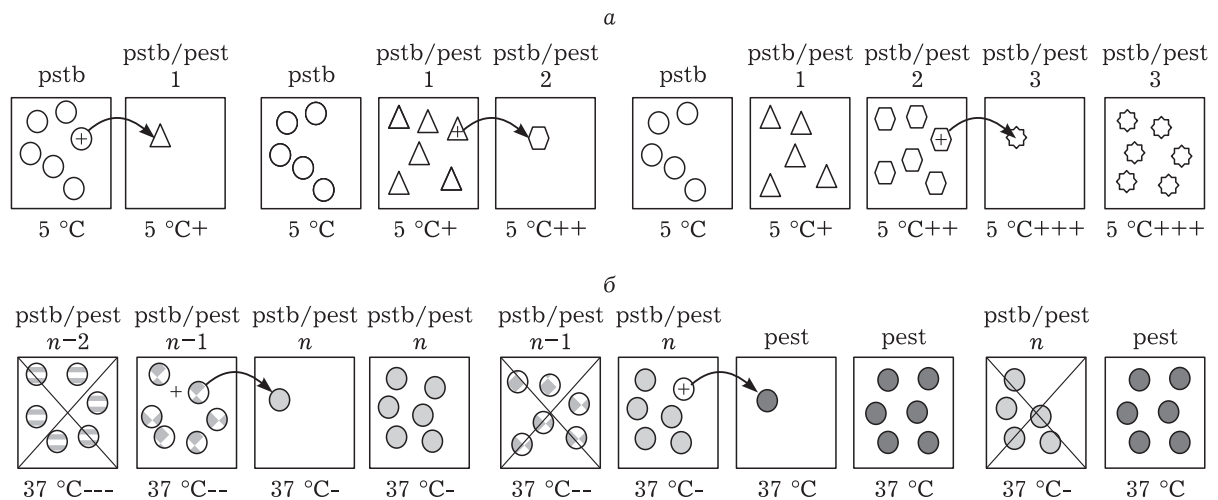 а
pstb pstb/pest 1 pstb pstb/pest 1 pstb/pest 2 pstb pstb/pest 1 pstb/pest 2 pstb/pest 3 pstb/pest 3
+ + +
5 °C 5 °C+ 5 °C 5 °C+ 5 °C++ 5 °C 5 °C+ 5 °C++ 5 °C+++ 5 °C+++
б
pstb/pest n−2 pstb/pest n−1 pstb/pest n pstb/pest n pstb/pest n−1 pstb/pest n pest pest pstb/pest n pest
+ +
37 °C--- 37 °C-- 37 °C- 37 °C- 37 °C-- 37 °C- 37 °C 37 °C 37 °C- 37 °C